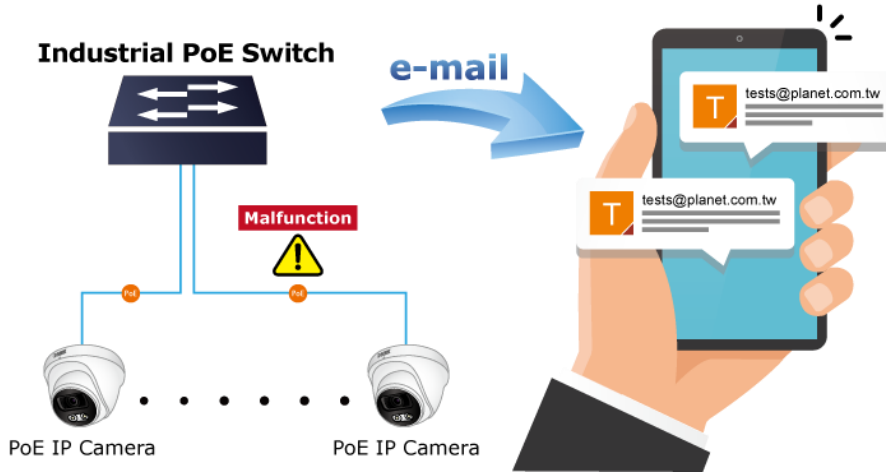 Industrial PoE Switch
e-mail
T
tests@planet.com.tw
T
tests@planet.com.tw
Malfunction
!
PoE
PoE
PoE IP Camera
PoE IP Camera